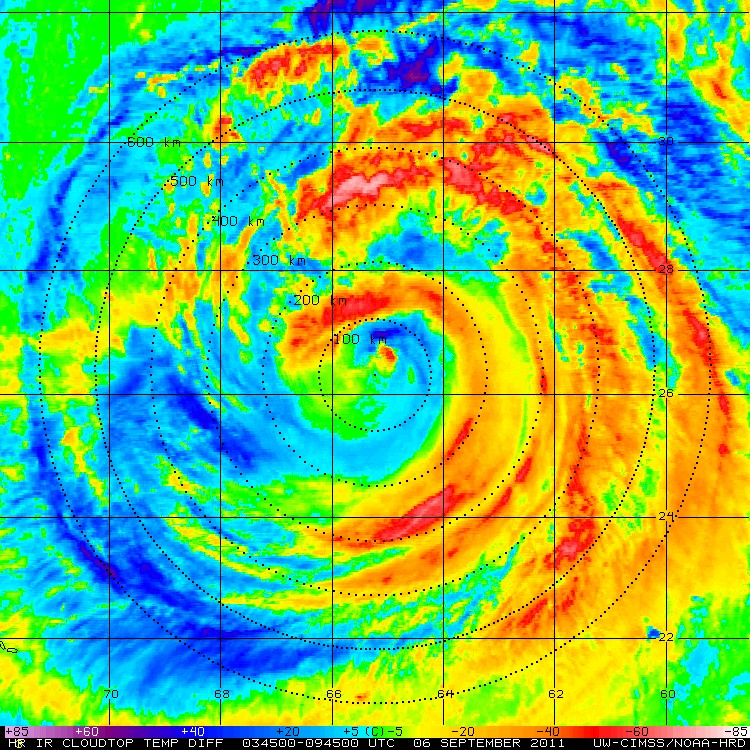 600 km
30
500 km
400 km
300 km
28
200 km
100 km
26
24
22
70 68 66 64 62 60
+85 +60 +40 +20 +5 (C) -5 -20 -40 -60 -85
HR IR CLOUDTOP TEMP DIFF 034500-094500 UTC 06 SEPTEMBER 2011 UW-CIMSS/NOAA-HRD